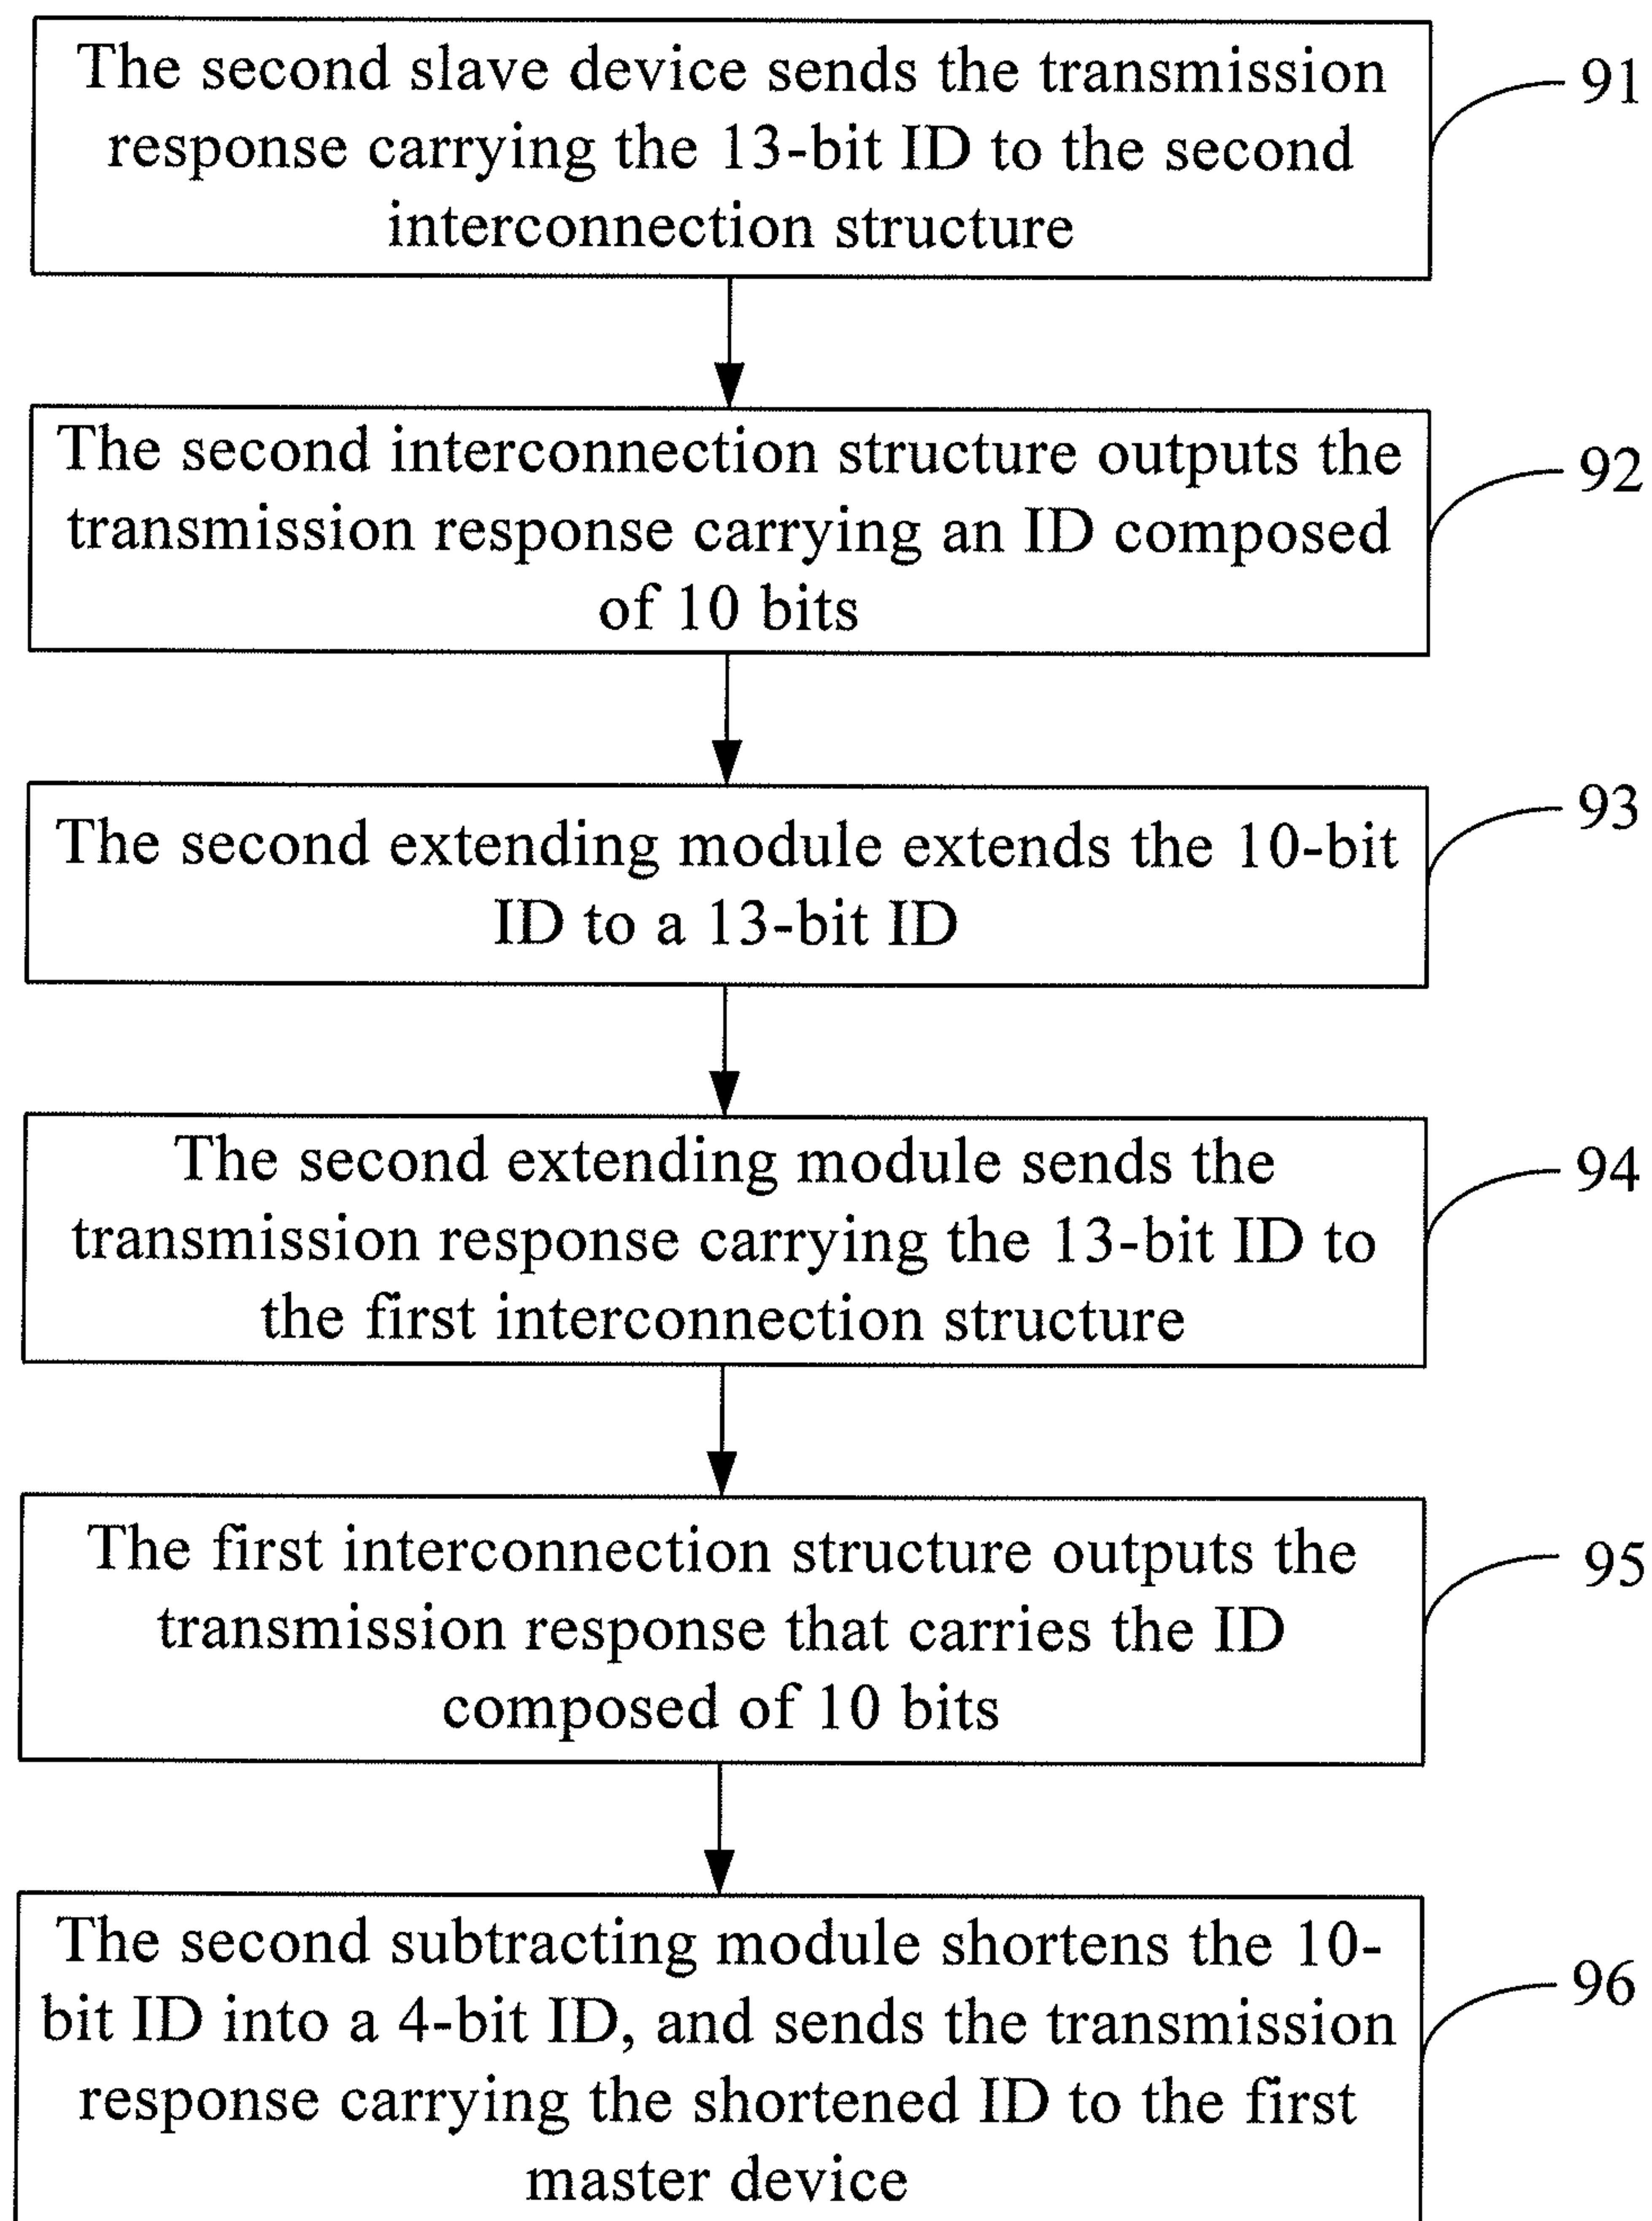 The second slave device sends the transmission
response carrying the 13-bit ID to the second
interconnection structure
91
The second interconnection structure outputs the
transmission response carrying an ID composed
of 10 bits
92
The second extending module extends the 10-bit
ID to a 13-bit ID
93
The second extending module sends the
transmission response carrying the 13-bit ID to
the first interconnection structure
94
The first interconnection structure outputs the
transmission response that carries the ID
composed of 10 bits
95
The second subtracting module shortens the 10-
bit ID into a 4-bit ID, and sends the transmission
response carrying the shortened ID to the first
master device
96